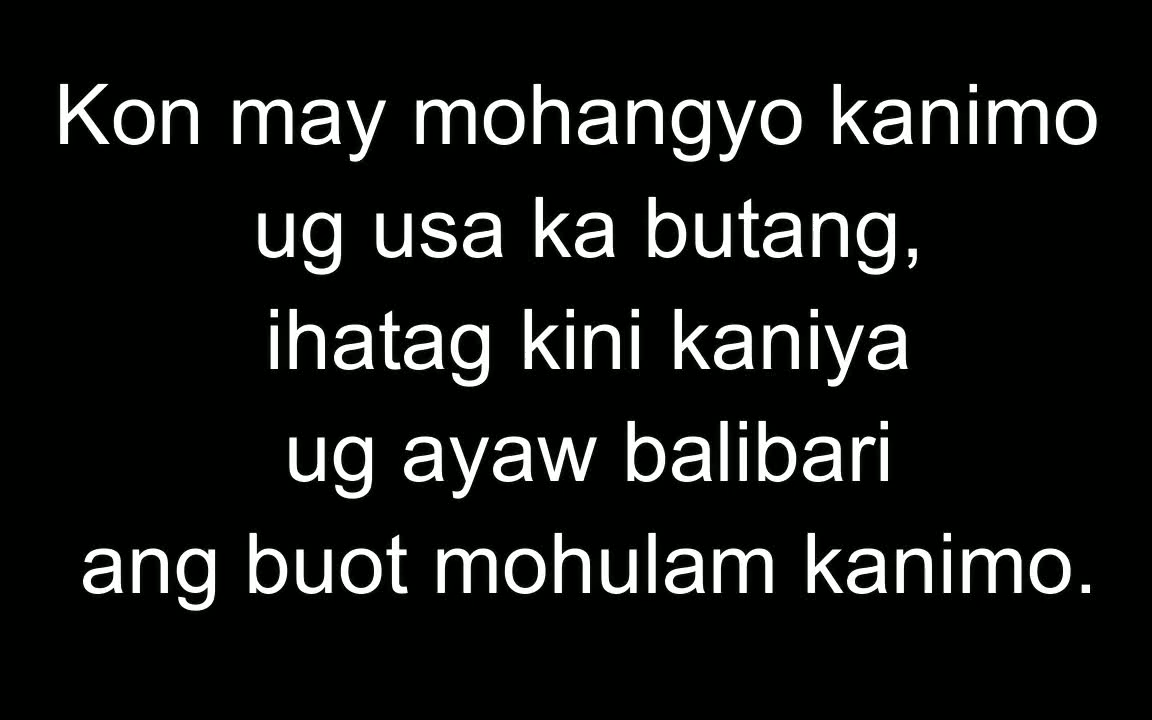 Kon may mohangyo kanimo
ug usa ka butang,
ihatag kini kaniya
ug ayaw balibari
ang buot mohulam kanimo.